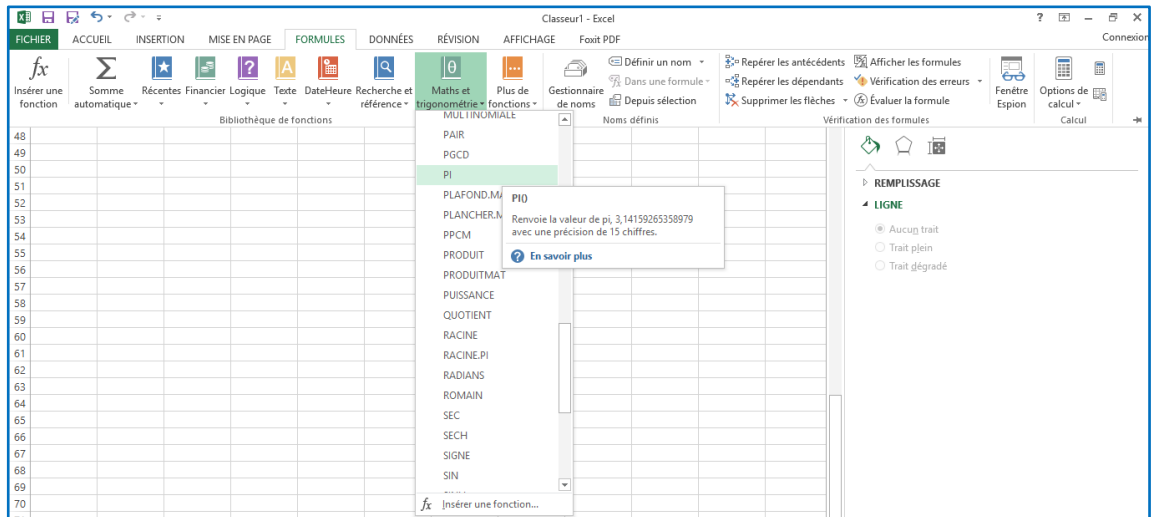 Classeur1 - Excel
FICHIER ACCUEIL INSERTION MISE EN PAGE FORMULES DONNÉES RÉVISION AFFICHAGE Foxit PDF Connexion
Insérer une fonction
Somme automatique
Récentes
Financier
Logique
Texte
DateHeure
Recherche et référence
Maths et trigonométrie
Plus de fonctions
Bibliothèque de fonctions
Gestionnaire de noms
Définir un nom
Dans une formule
Depuis sélection
Noms définis
Repérer les antécédents
Repérer les dépendants
Supprimer les flèches
Afficher les formules
Vérification des erreurs
Évaluer la formule
Fenêtre Espion
Vérification des formules
Options de calcul
Calcul
48
49
50
51
52
53
54
55
56
57
58
59
60
61
62
63
64
65
66
67
68
69
70
MULTINOMIALE
PAIR
PGCD
PI
PLAFOND.MA
PLANCHER.M
PPCM
PRODUIT
PRODUITMAT
PUISSANCE
QUOTIENT
RACINE
RACINE.PI
RADIANS
ROMAIN
SEC
SECH
SIGNE
SIN
fx Insérer une fonction...
PI()
Renvoie la valeur de pi, 3,14159265358979
avec une précision de 15 chiffres.
En savoir plus
REMPLISSAGE
LIGNE
Aucun trait
Trait plein
Trait dégradé